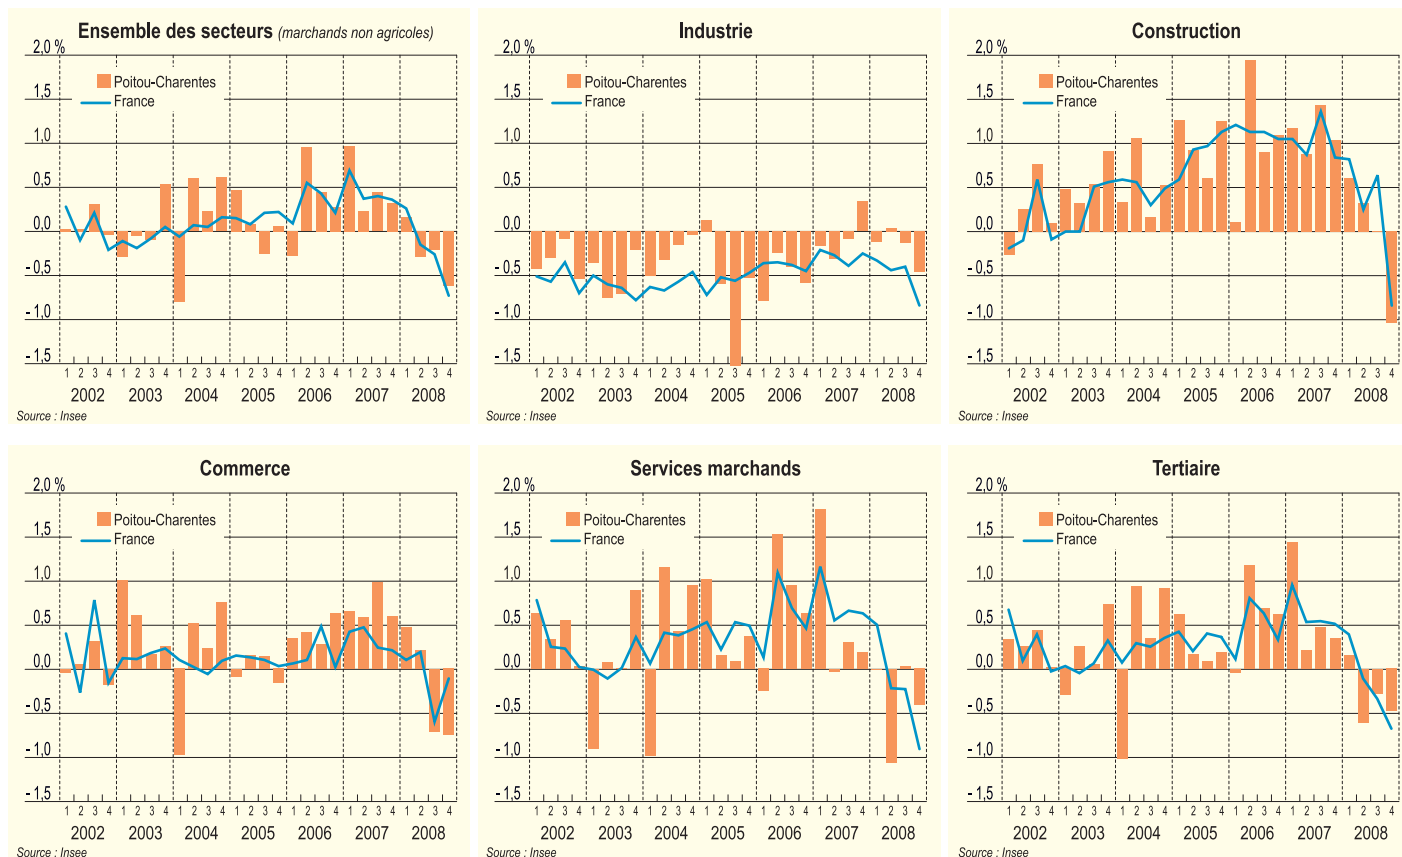 Ensemble des secteurs (marchands non agricoles)
2,0 %
Poitou-Charentes
1,5
France
1,0
0,5
0,0
- 0,5
- 1,0
- 1,5
1 2 3 4 1 2 3 4 1 2 3 4 1 2 3 4 1 2 3 4 1 2 3 4 1 2 3 4
2002 2003 2004 2005 2006 2007 2008
Source : Insee
Industrie
2,0 %
Poitou-Charentes
1,5
France
1,0
0,5
0,0
- 0,5
- 1,0
- 1,5
1 2 3 4 1 2 3 4 1 2 3 4 1 2 3 4 1 2 3 4 1 2 3 4 1 2 3 4
2002 2003 2004 2005 2006 2007 2008
Source : Insee
Construction
2,0 %
Poitou-Charentes
1,5
France
1,0
0,5
0,0
- 0,5
- 1,0
- 1,5
1 2 3 4 1 2 3 4 1 2 3 4 1 2 3 4 1 2 3 4 1 2 3 4 1 2 3 4
2002 2003 2004 2005 2006 2007 2008
Source : Insee
Commerce
2,0 %
Poitou-Charentes
1,5
France
1,0
0,5
0,0
- 0,5
- 1,0
- 1,5
1 2 3 4 1 2 3 4 1 2 3 4 1 2 3 4 1 2 3 4 1 2 3 4 1 2 3 4
2002 2003 2004 2005 2006 2007 2008
Source : Insee
Services marchands
2,0 %
Poitou-Charentes
1,5
France
1,0
0,5
0,0
- 0,5
- 1,0
- 1,5
1 2 3 4 1 2 3 4 1 2 3 4 1 2 3 4 1 2 3 4 1 2 3 4 1 2 3 4
2002 2003 2004 2005 2006 2007 2008
Source : Insee
Tertiaire
2,0 %
Poitou-Charentes
1,5
France
1,0
0,5
0,0
- 0,5
- 1,0
- 1,5
1 2 3 4 1 2 3 4 1 2 3 4 1 2 3 4 1 2 3 4 1 2 3 4 1 2 3 4
2002 2003 2004 2005 2006 2007 2008
Source : Insee